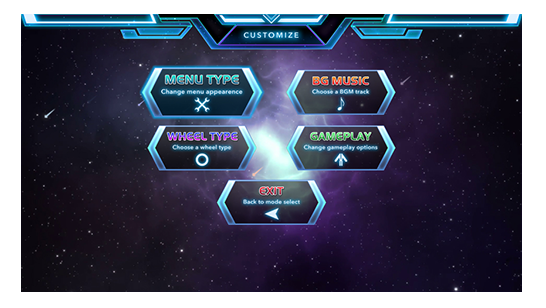 CUSTOMIZE
MENU TYPE
Change menu appearence
BG MUSIC
Choose a BGM track
WHEEL TYPE
Choose a wheel type
GAMEPLAY
Change gameplay options
EXIT
Back to mode select